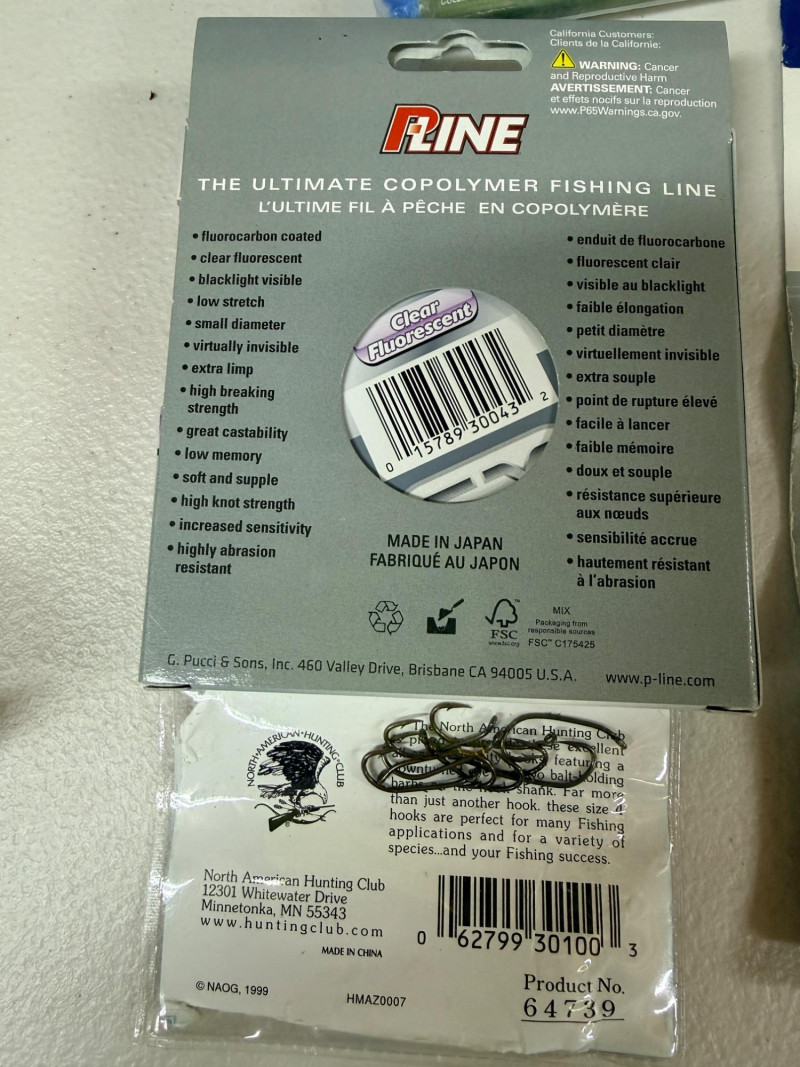 California Customers:
Clients de la Californie:
WARNING: Cancer
and Reproductive Harm
AVERTISSEMENT: Cancer
et effets nocifs sur la reproduction
www.P65Warnings.ca.gov.
P-LINE
THE ULTIMATE COPOLYMER FISHING LINE
L'ULTIME FIL À PÊCHE EN COPOLYMÈRE
• fluorocarbon coated
• clear fluorescent
• blacklight visible
• low stretch
• small diameter
• virtually invisible
• extra limp
• high breaking
strength
• great castability
• low memory
• soft and supple
• high knot strength
• increased sensitivity
• highly abrasion
resistant
Clear
Fluorescent
0 15789 30043 2
• enduit de fluorocarbone
• fluorescent clair
• visible au blacklight
• faible élongation
• petit diamètre
• virtuellement invisible
• extra souple
• point de rupture élevé
• facile à lancer
• faible mémoire
• doux et souple
• résistance supérieure
aux nœuds
• sensibilité accrue
• hautement résistant
à l'abrasion
MADE IN JAPAN
FABRIQUÉ AU JAPON
FSC
www.fsc.org
MIX
Packaging from
responsible sources
FSC™ C175425
G. Pucci & Sons, Inc. 460 Valley Drive, Brisbane CA 94005 U.S.A.
www.p-line.com
NORTH·AMERICAN·HUNTING·CLUB
The North American Hunting Club
excellent
featuring a
bait-holding
shank. Far more
than just another hook. these size 4
hooks are perfect for many Fishing
applications and for a variety of
species...and your Fishing success.
North American Hunting Club
12301 Whitewater Drive
Minnetonka, MN 55343
www.huntingclub.com
MADE IN CHINA
0 62799 30100 3
© NAOG, 1999
HMAZ0007
Product No.
64739